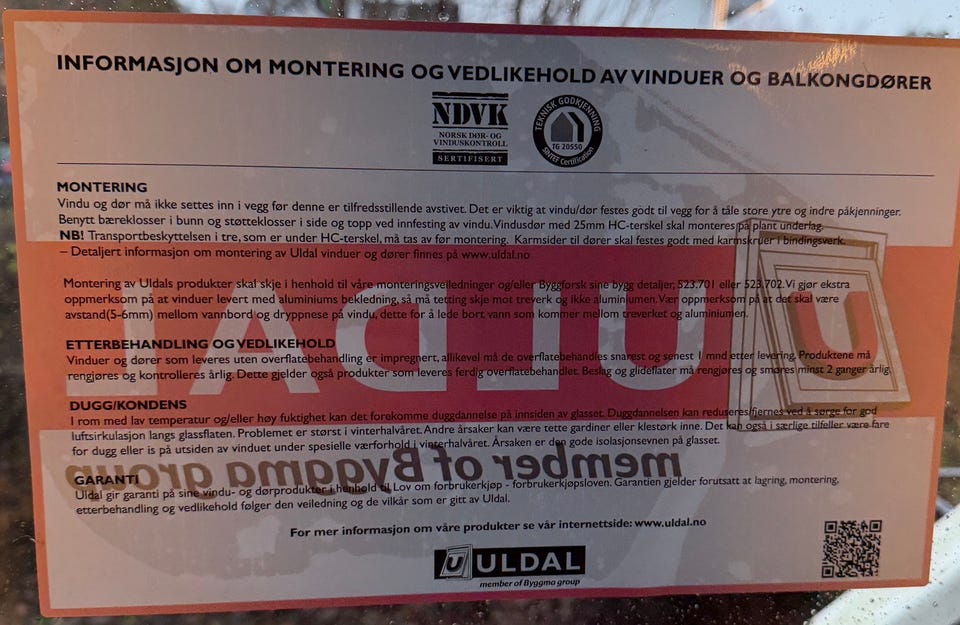 INFORMASJON OM MONTERING OG VEDLIKEHOLD AV VINDUER OG BALKONGDØRER
NDVK
NORSK DØR- OG
VINDUSKONTROLL
SERTIFISERT
TEKNISK GODKJENNING
TG 20550
SINTEF Certification
MONTERING
Vindu og dør må ikke settes inn i vegg før denne er tilfredsstillende avstivet. Det er viktig at vindu/dør festes godt til vegg for å tåle store ytre og indre påkjenninger.
Benytt bæreklosser i bunn og støtteklosser i side og topp ved innfesting av vindu. Vindusdør med 25mm HC-terskel skal monteres på plant underlag.
NB! Transportbeskyttelsen i tre, som er under HC-terskel, må tas av før montering. Karmsider til dører skal festes godt med karmskruer i bindingsverk.
– Detaljert informasjon om montering av Uldal vinduer og dører finnes på www.uldal.no
Montering av Uldals produkter skal skje i henhold til våre monteringsveiledninger og/eller Byggforsk sine bygg detaljer, 523.701 eller 523.702. Vi gjør ekstra
oppmerksom på at vinduer levert med aluminiums bekledning, så må tetting skje mot treverk og ikke aluminiumen. Vær oppmerksom på at det skal være
avstand(5-6mm) mellom vannbord og dryppnese på vindu, dette for å lede bort vann som kommer mellom treverket og aluminiumen.
ETTERBEHANDLING OG VEDLIKEHOLD
Vinduer og dører som leveres uten overflatebehandling er impregnert, allikevel må de overflatebehandles snarest og senest 1 mnd etter levering. Produktene må
rengjøres og kontrolleres årlig. Dette gjelder også produkter som leveres ferdig overflatebehandlet. Beslag og glideflater må rengjøres og smøres minst 2 ganger årlig.
DUGG/KONDENS
I rom med lav temperatur og/eller høy fuktighet kan det forekomme duggdannelse på innsiden av glasset. Duggdannelsen kan reduseres/fjernes ved å sørge for god
luftsirkulasjon langs glassflaten. Problemet er størst i vinterhalvåret. Andre årsaker kan være tette gardiner eller klestørk inne. Det kan også i særlige tilfeller være fare
for dugg eller is på utsiden av vinduet under spesielle værforhold i vinterhalvåret. Årsaken er den gode isolasjonsevnen på glasset.
GARANTI
Uldal gir garanti på sine vindu- og dørprodukter i henhold til Lov om forbrukerkjøp - forbrukerkjøpsloven. Garantien gjelder forutsatt at lagring, montering,
etterbehandling og vedlikehold følger den veiledning og de vilkår som er gitt av Uldal.
For mer informasjon om våre produkter se vår internettside: www.uldal.no
ULDAL
member of Byggma group
ULDAL
member of Byggma group